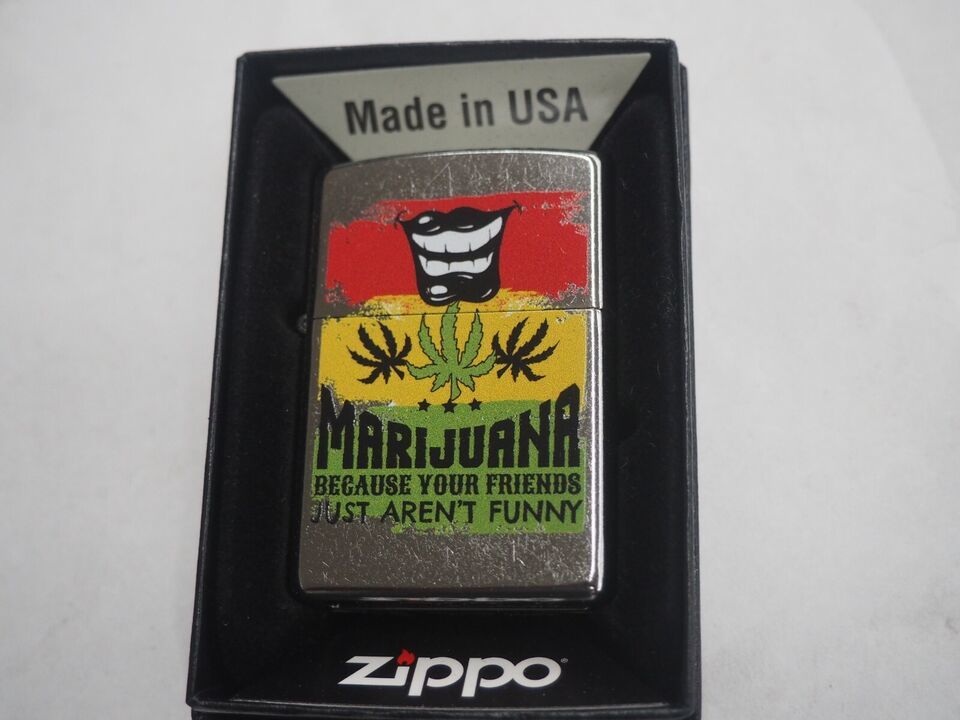 Made in USA
MARIJUANA
BECAUSE YOUR FRIENDS
JUST AREN'T FUNNY
zippo®